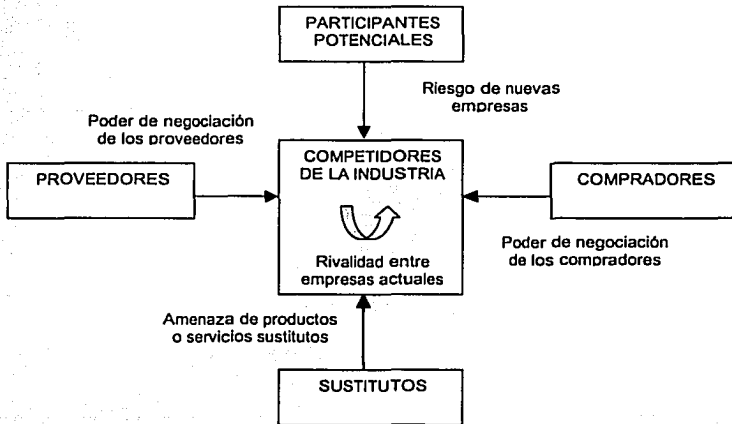 PARTICIPANTES
POTENCIALES
Riesgo de nuevas
empresas
Poder de negociación
de los proveedores
PROVEEDORES
COMPETIDORES
DE LA INDUSTRIA
Rivalidad entre
empresas actuales
COMPRADORES
Poder de negociación
de los compradores
Amenaza de productos
o servicios sustitutos
SUSTITUTOS